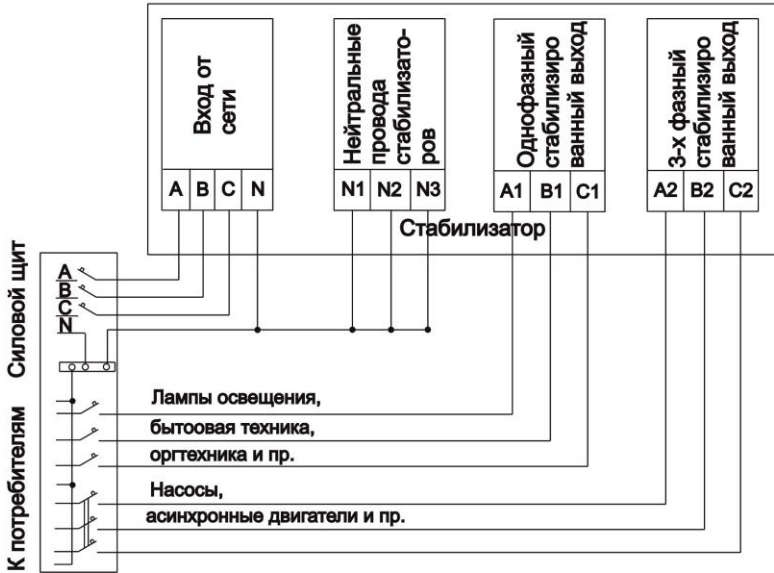 Вход от
сети
A B C N
Нейтральные
провода
стабилизато-
ров
N1 N2 N3
Однофазный
стабилизиро
ванный выход
A1 B1 C1
3-х фазный
стабилизиро
ванный выход
A2 B2 C2
Стабилизатор
Силовой щит
A
B
C
N
К потребителям
Лампы освещения,
бытоовая техника,
оргтехника и пр.
Насосы,
асинхронные двигатели и пр.